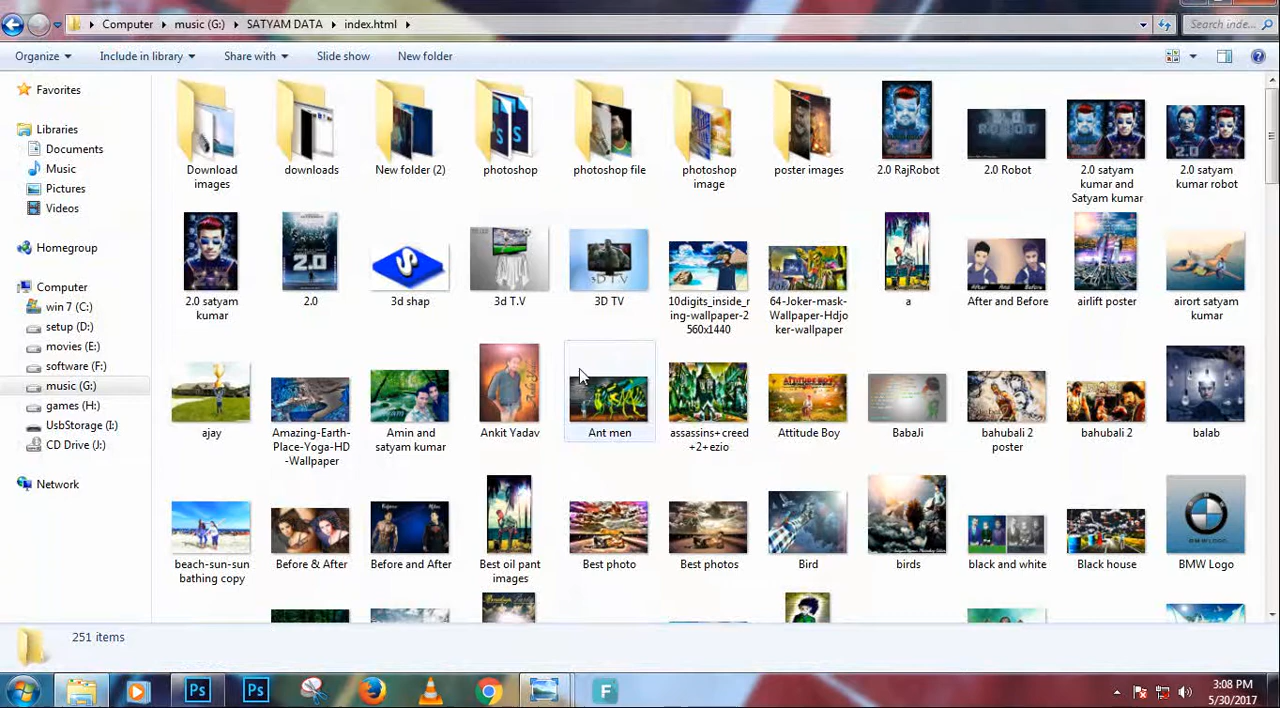 Computer ▸ music (G:) ▸ SATYAM DATA ▸ index.html ▸
Search inde...
Organize Include in library Share with Slide show New folder
Favorites
Libraries
Documents
Music
Pictures
Videos
Homegroup
Computer
win 7 (C:)
setup (D:)
movies (E:)
software (F:)
music (G:)
games (H:)
UsbStorage (I:)
CD Drive (J:)
Network
Download images
downloads
New folder (2)
photoshop
photoshop file
photoshop image
poster images
2.0 RajRobot
2.0 Robot
2.0 satyam kumar and Satyam kumar
2.0 satyam kumar robot
2.0 satyam kumar
2.0
3d shap
3d T.V
3D TV
10digits_inside_ring-wallpaper-2560x1440
64-Joker-mask-Wallpaper-Hdjoker-wallpaper
a
After and Before
airlift poster
airort satyam kumar
ajay
Amazing-Earth-Place-Yoga-HD-Wallpaper
Amin and satyam kumar
Ankit Yadav
Ant men
assassins+creed+2+ezio
Attitude Boy
BabaJi
bahubali 2 poster
bahubali 2
balab
beach-sun-sun bathing copy
Before & After
Before and After
Best oil pant images
Best photo
Best photos
Bird
birds
black and white
Black house
BMW Logo
251 items
3:08 PM
5/30/2017